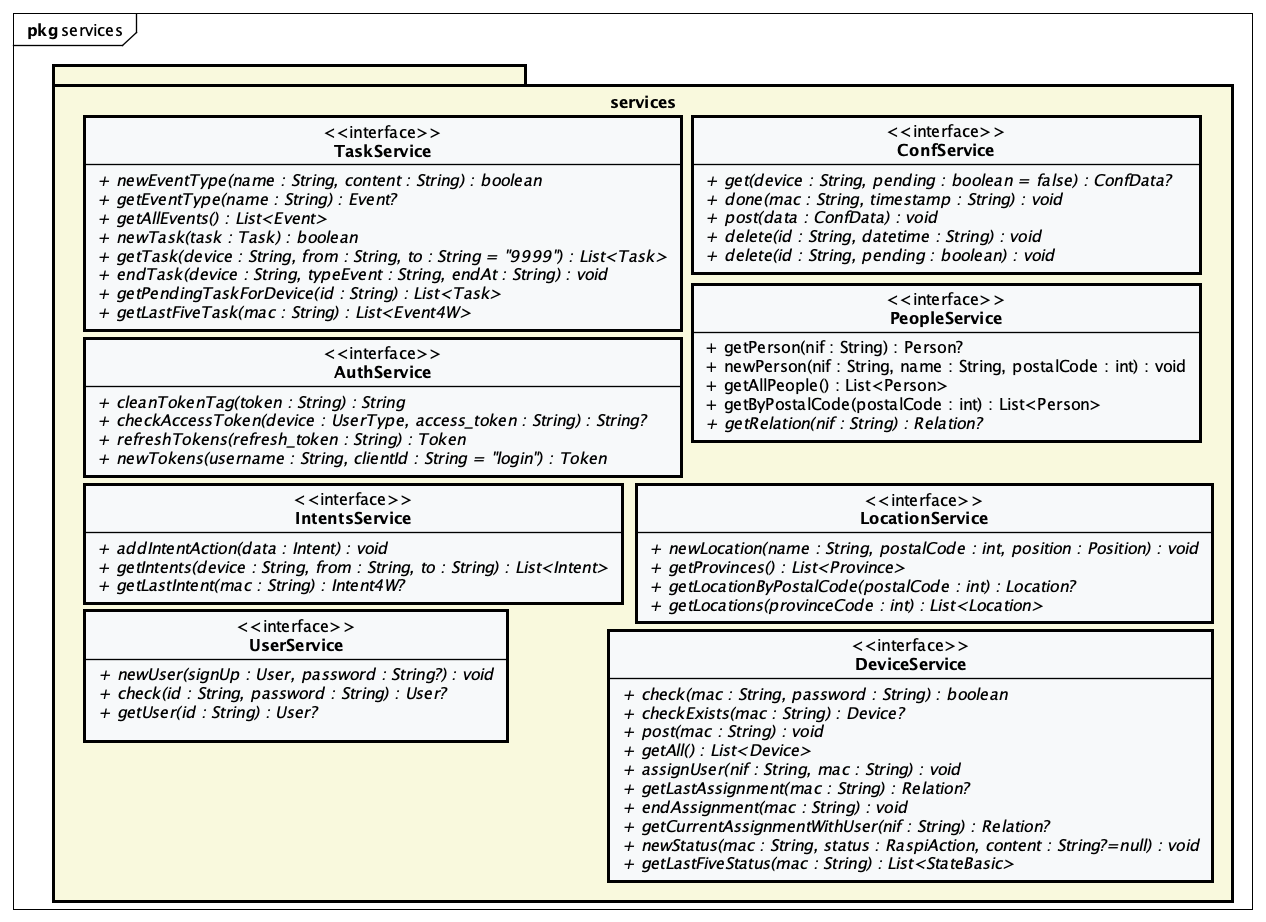 pkg services
services
<<interface>>
TaskService
+ newEventType(name : String, content : String) : boolean
+ getEventType(name : String) : Event?
+ getAllEvents() : List<Event>
+ newTask(task : Task) : boolean
+ getTask(device : String, from : String, to : String = "9999") : List<Task>
+ endTask(device : String, typeEvent : String, endAt : String) : void
+ getPendingTaskForDevice(id : String) : List<Task>
+ getLastFiveTask(mac : String) : List<Event4W>
<<interface>>
ConfService
+ get(device : String, pending : boolean = false) : ConfData?
+ done(mac : String, timestamp : String) : void
+ post(data : ConfData) : void
+ delete(id : String, datetime : String) : void
+ delete(id : String, pending : boolean) : void
<<interface>>
PeopleService
+ getPerson(nif : String) : Person?
+ newPerson(nif : String, name : String, postalCode : int) : void
+ getAllPeople() : List<Person>
+ getByPostalCode(postalCode : int) : List<Person>
+ getRelation(nif : String) : Relation?
<<interface>>
AuthService
+ cleanTokenTag(token : String) : String
+ checkAccessToken(device : UserType, access_token : String) : String?
+ refreshTokens(refresh_token : String) : Token
+ newTokens(username : String, clientId : String = "login") : Token
<<interface>>
IntentsService
+ addIntentAction(data : Intent) : void
+ getIntents(device : String, from : String, to : String) : List<Intent>
+ getLastIntent(mac : String) : Intent4W?
<<interface>>
LocationService
+ newLocation(name : String, postalCode : int, position : Position) : void
+ getProvinces() : List<Province>
+ getLocationByPostalCode(postalCode : int) : Location?
+ getLocations(provinceCode : int) : List<Location>
<<interface>>
UserService
+ newUser(signUp : User, password : String?) : void
+ check(id : String, password : String) : User?
+ getUser(id : String) : User?
<<interface>>
DeviceService
+ check(mac : String, password : String) : boolean
+ checkExists(mac : String) : Device?
+ post(mac : String) : void
+ getAll() : List<Device>
+ assignUser(nif : String, mac : String) : void
+ getLastAssignment(mac : String) : Relation?
+ endAssignment(mac : String) : void
+ getCurrentAssignmentWithUser(nif : String) : Relation?
+ newStatus(mac : String, status : RaspiAction, content : String?=null) : void
+ getLastFiveStatus(mac : String) : List<StateBasic>